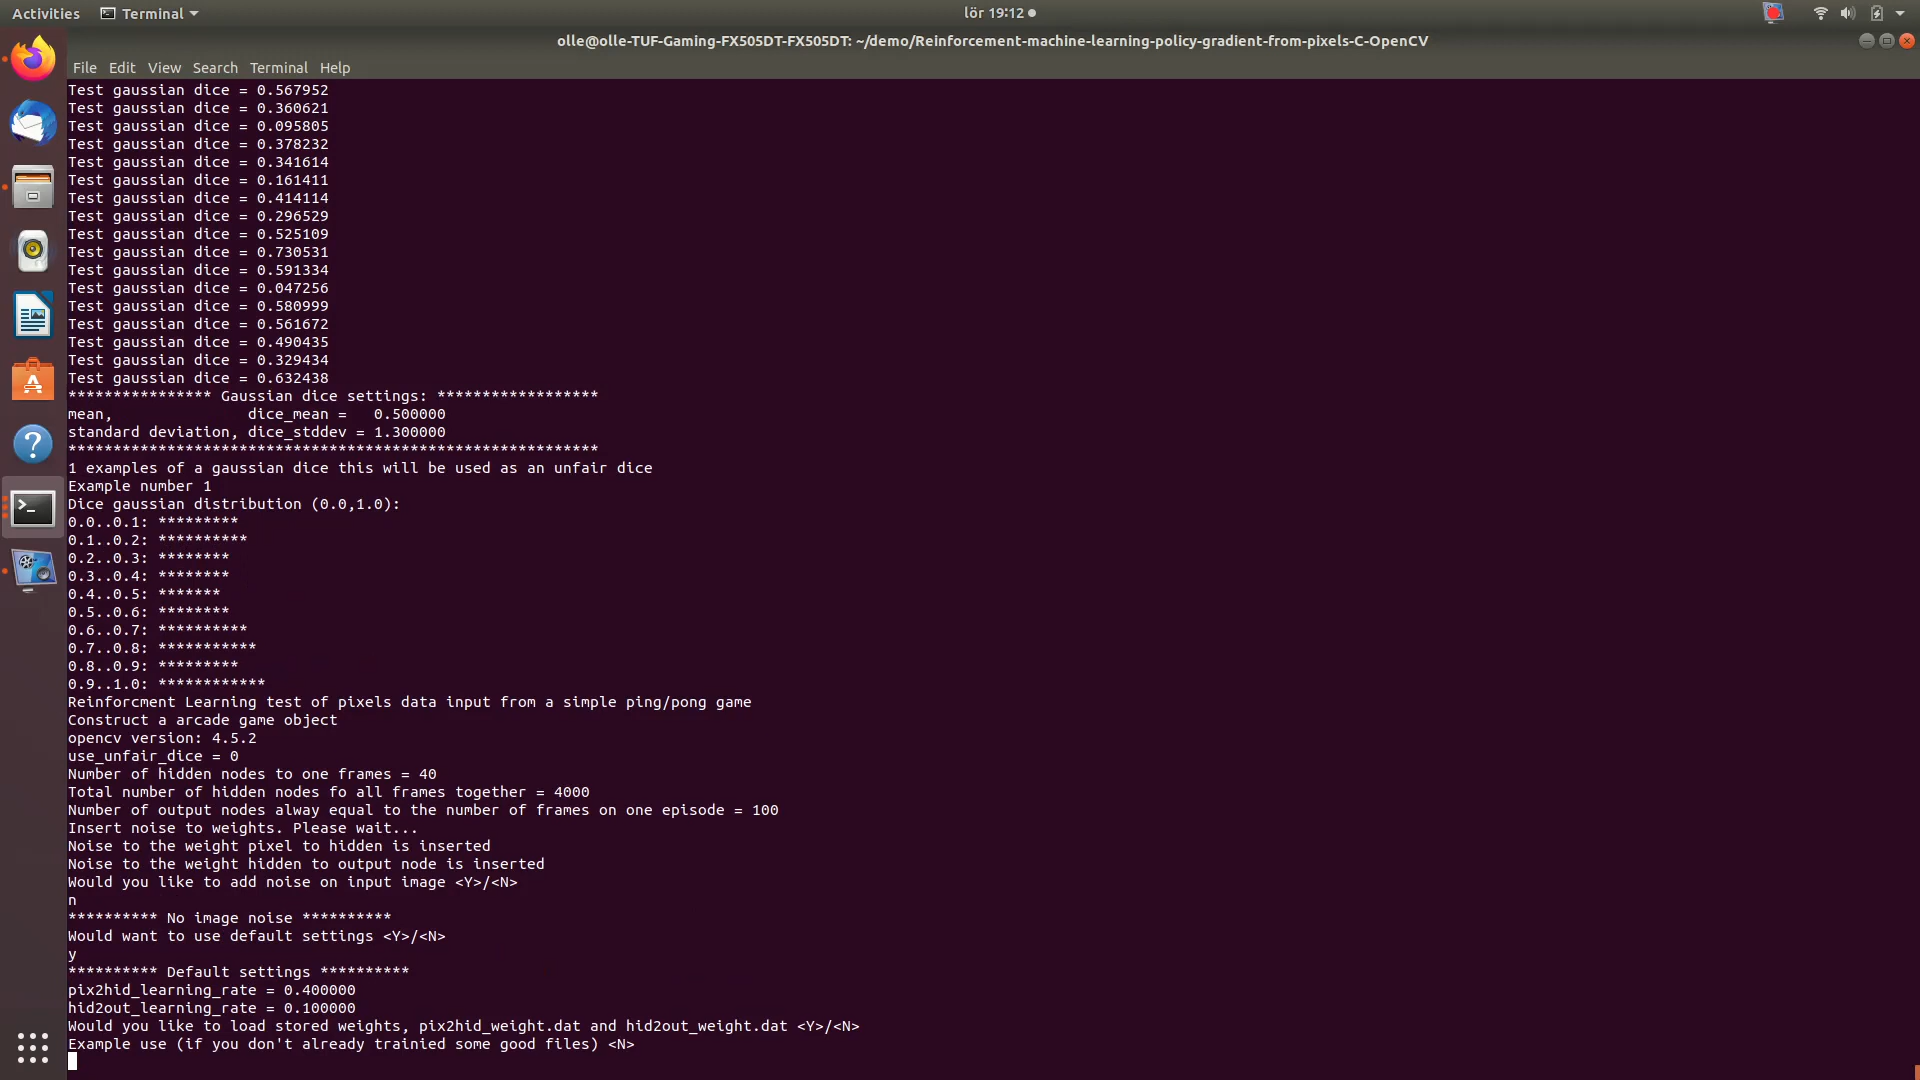 Activities
Terminal
lör 19:12
olle@olle-TUF-Gaming-FX505DT-FX505DT: ~/demo/Reinforcement-machine-learning-policy-gradient-from-pixels-C-OpenCV
File Edit View Search Terminal Help
Test gaussian dice = 0.567952
Test gaussian dice = 0.360621
Test gaussian dice = 0.095805
Test gaussian dice = 0.378232
Test gaussian dice = 0.341614
Test gaussian dice = 0.161411
Test gaussian dice = 0.414114
Test gaussian dice = 0.296529
Test gaussian dice = 0.525109
Test gaussian dice = 0.730531
Test gaussian dice = 0.591334
Test gaussian dice = 0.047256
Test gaussian dice = 0.580999
Test gaussian dice = 0.561672
Test gaussian dice = 0.490435
Test gaussian dice = 0.329434
Test gaussian dice = 0.632438
**************** Gaussian dice settings: ******************
mean,               dice_mean =   0.500000
standard deviation, dice_stddev = 1.300000
***********************************************************
1 examples of a gaussian dice this will be used as an unfair dice
Example number 1
Dice gaussian distribution (0.0,1.0):
0.0..0.1: *********
0.1..0.2: **********
0.2..0.3: ********
0.3..0.4: ********
0.4..0.5: *******
0.5..0.6: ********
0.6..0.7: **********
0.7..0.8: ***********
0.8..0.9: *********
0.9..1.0: ************
Reinforcment Learning test of pixels data input from a simple ping/pong game
Construct a arcade game object
opencv version: 4.5.2
use_unfair_dice = 0
Number of hidden nodes to one frames = 40
Total number of hidden nodes fo all frames together = 4000
Number of output nodes alway equal to the number of frames on one episode = 100
Insert noise to weights. Please wait...
Noise to the weight pixel to hidden is inserted
Noise to the weight hidden to output node is inserted
Would you like to add noise on input image <Y>/<N>
n
********** No image noise **********
Would want to use default settings <Y>/<N>
y
********** Default settings **********
pix2hid_learning_rate = 0.400000
hid2out_learning_rate = 0.100000
Would you like to load stored weights, pix2hid_weight.dat and hid2out_weight.dat <Y>/<N>
Example use (if you don't already trainied some good files) <N>